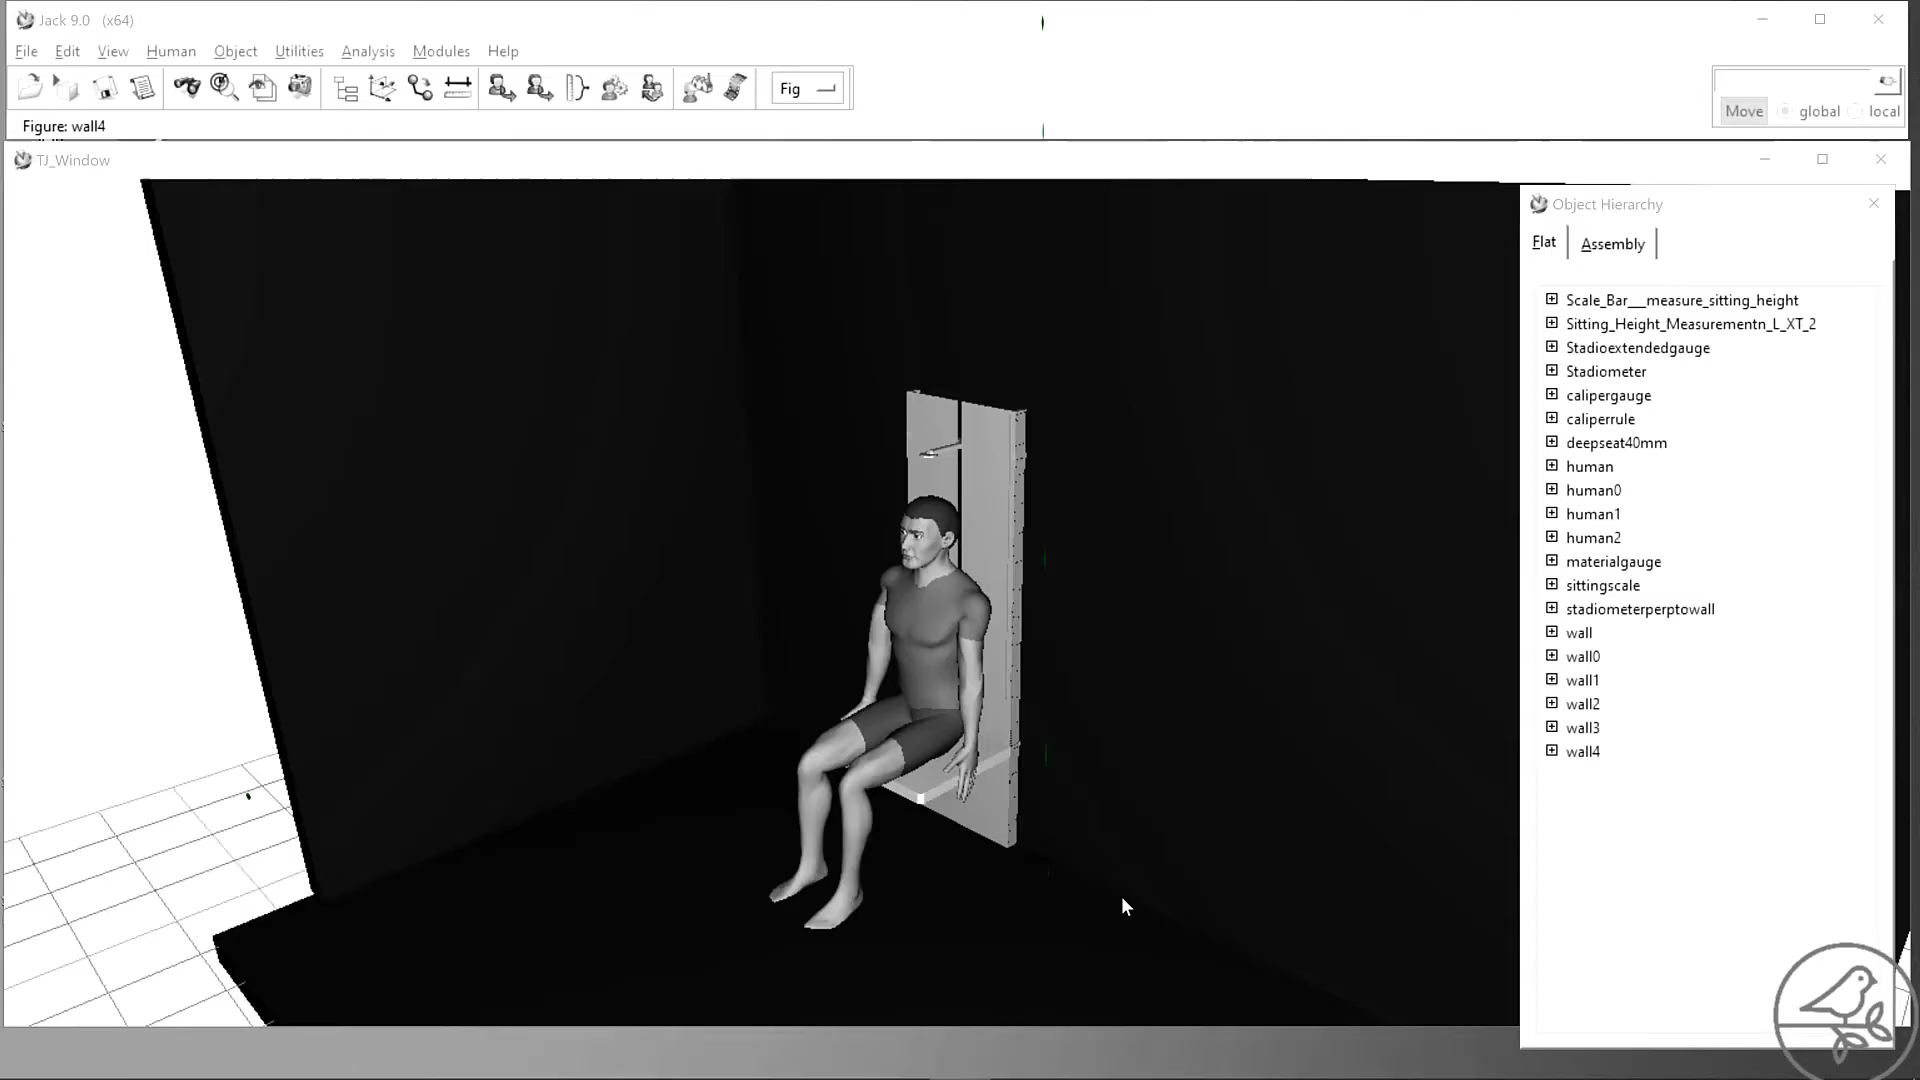 Jack 9.0 (x64)
File Edit View Human Object Utilities Analysis Modules Help
Fig
Move global local
Figure: wall4
TJ_Window
Object Hierarchy
Flat Assembly
Scale_Bar__measure_sitting_height
Sitting_Height_Measurementn_L_XT_2
Stadioextendedgauge
Stadiometer
calipergauge
caliperrule
deepseat40mm
human
human0
human1
human2
materialgauge
sittingscale
stadiometerperptowall
wall
wall0
wall1
wall2
wall3
wall4